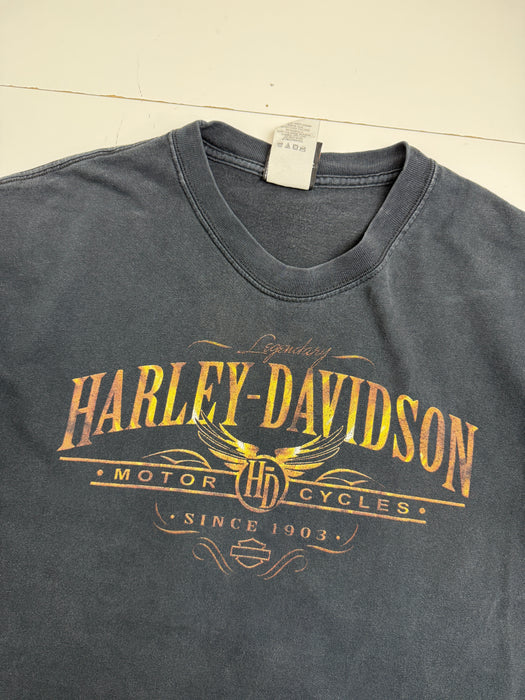 Legendary
HARLEY-DAVIDSON
• MOTOR HD CYCLES •
• SINCE 1903 •